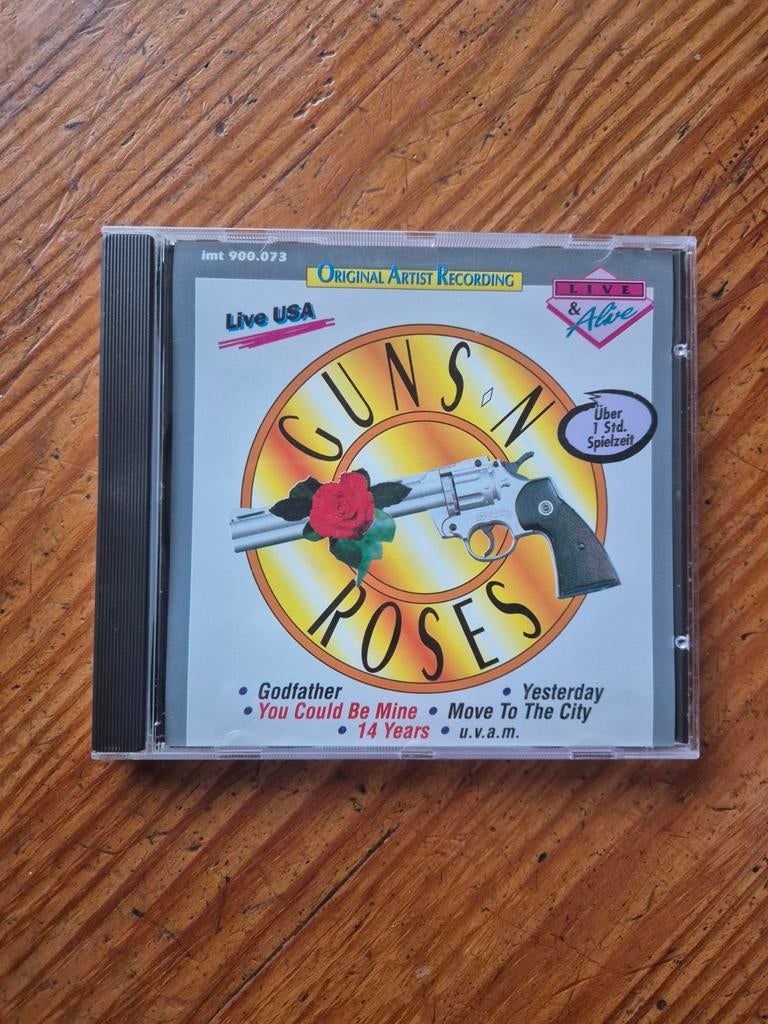 imt 900.073
ORIGINAL ARTIST RECORDING
LIVE
&
Alive
Live USA
GUNS N
ROSES
Über
1 Std.
Spielzeit
• Godfather • Yesterday
• You Could Be Mine • Move To The City
• 14 Years • u.v.a.m.